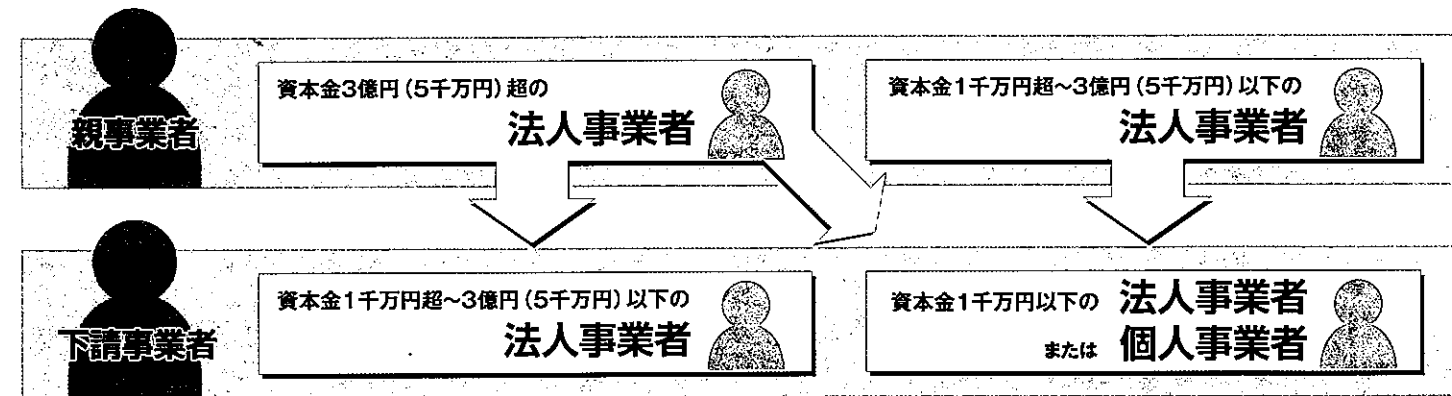 親事業者
資本金3億円(5千万円)超の
法人事業者
資本金1千万円超~3億円(5千万円)以下の
法人事業者
下請事業者
資本金1千万円超~3億円(5千万円)以下の
法人事業者
資本金1千万円以下の 法人事業者
または 個人事業者